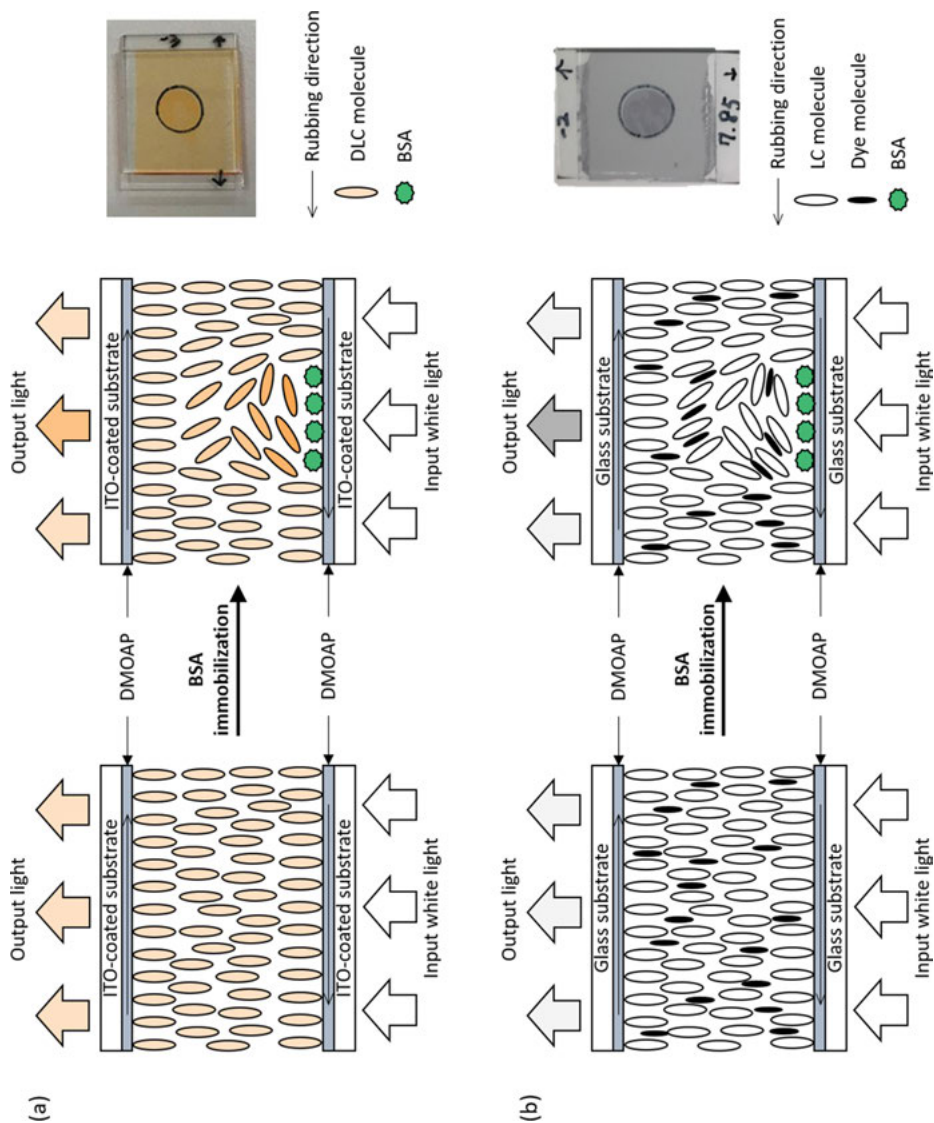 (a)
Output light
ITO-coated substrate
ITO-coated substrate
Input white light
DMOAP
BSA
immobilization
DMOAP
Output light
ITO-coated substrate
ITO-coated substrate
Input white light
Rubbing direction
DLC molecule
BSA
(b)
Output light
Glass substrate
Glass substrate
Input white light
DMOAP
BSA
immobilization
DMOAP
Output light
Glass substrate
Glass substrate
Input white light
-2
7.85
Rubbing direction
LC molecule
Dye molecule
BSA